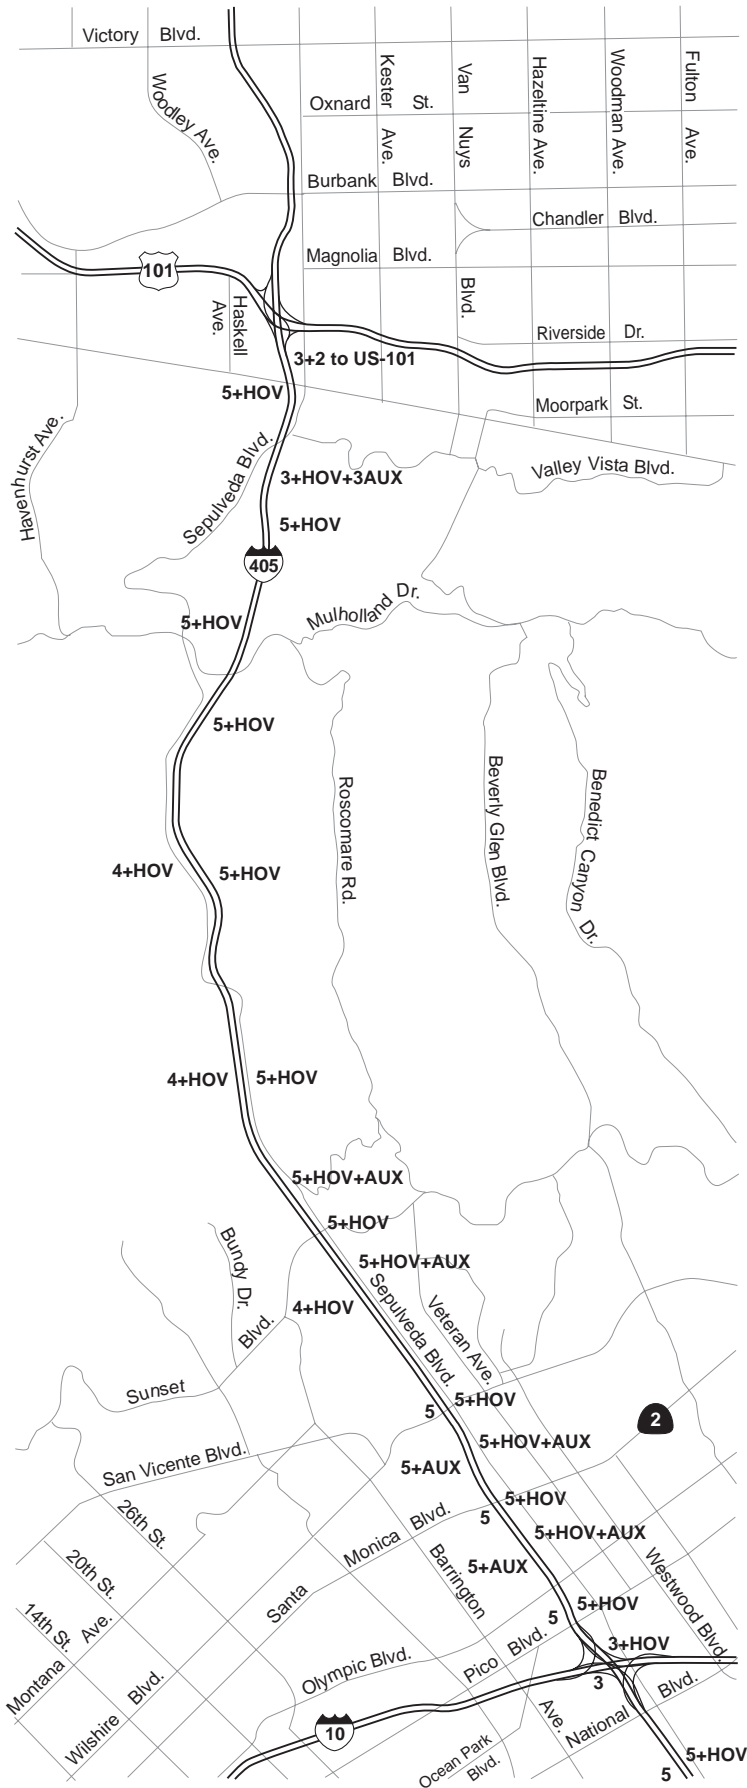 Victory Blvd.
Woodley Ave.
Kester Ave.
Van Nuys Blvd.
Hazeltine Ave.
Woodman Ave.
Fulton Ave.
Oxnard St.
Burbank Blvd.
Chandler Blvd.
Magnolia Blvd.
101
Haskell Ave.
Riverside Dr.
3+2 to US-101
5+HOV
Moorpark St.
Havenhurst Ave.
Sepulveda Blvd.
Valley Vista Blvd.
3+HOV+3AUX
5+HOV
405
Mulholland Dr.
5+HOV
5+HOV
Roscomare Rd.
Beverly Glen Blvd.
Benedict Canyon Dr.
4+HOV
5+HOV
4+HOV
5+HOV
5+HOV+AUX
5+HOV
Bundy Dr.
5+HOV+AUX
Sepulveda Blvd.
Veteran Ave.
4+HOV
Sunset Blvd.
5+HOV
5
2
5+HOV+AUX
San Vicente Blvd.
5+AUX
5+HOV
26th St.
5
Santa Monica Blvd.
5+HOV+AUX
Barrington Ave.
20th St.
5+AUX
Westwood Blvd.
14th St.
5+HOV
5
Montana Ave.
3+HOV
Olympic Blvd.
Pico Blvd.
3
Wilshire Blvd.
National Blvd.
10
Ocean Park Blvd.
5+HOV
5